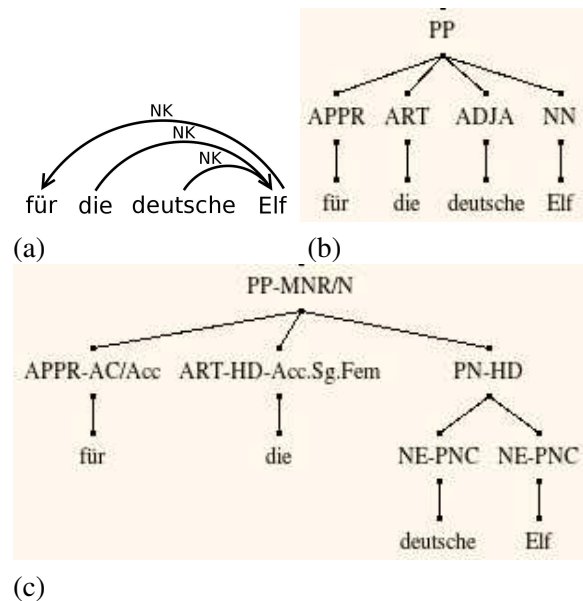 NK
NK
NK
für die deutsche Elf
(a)
PP
APPR ART ADJA NN
für die deutsche Elf
(b)
PP-MNR/N
APPR-AC/Acc ART-HD-Acc.Sg.Fem PN-HD
für die NE-PNC NE-PNC
deutsche Elf
(c)